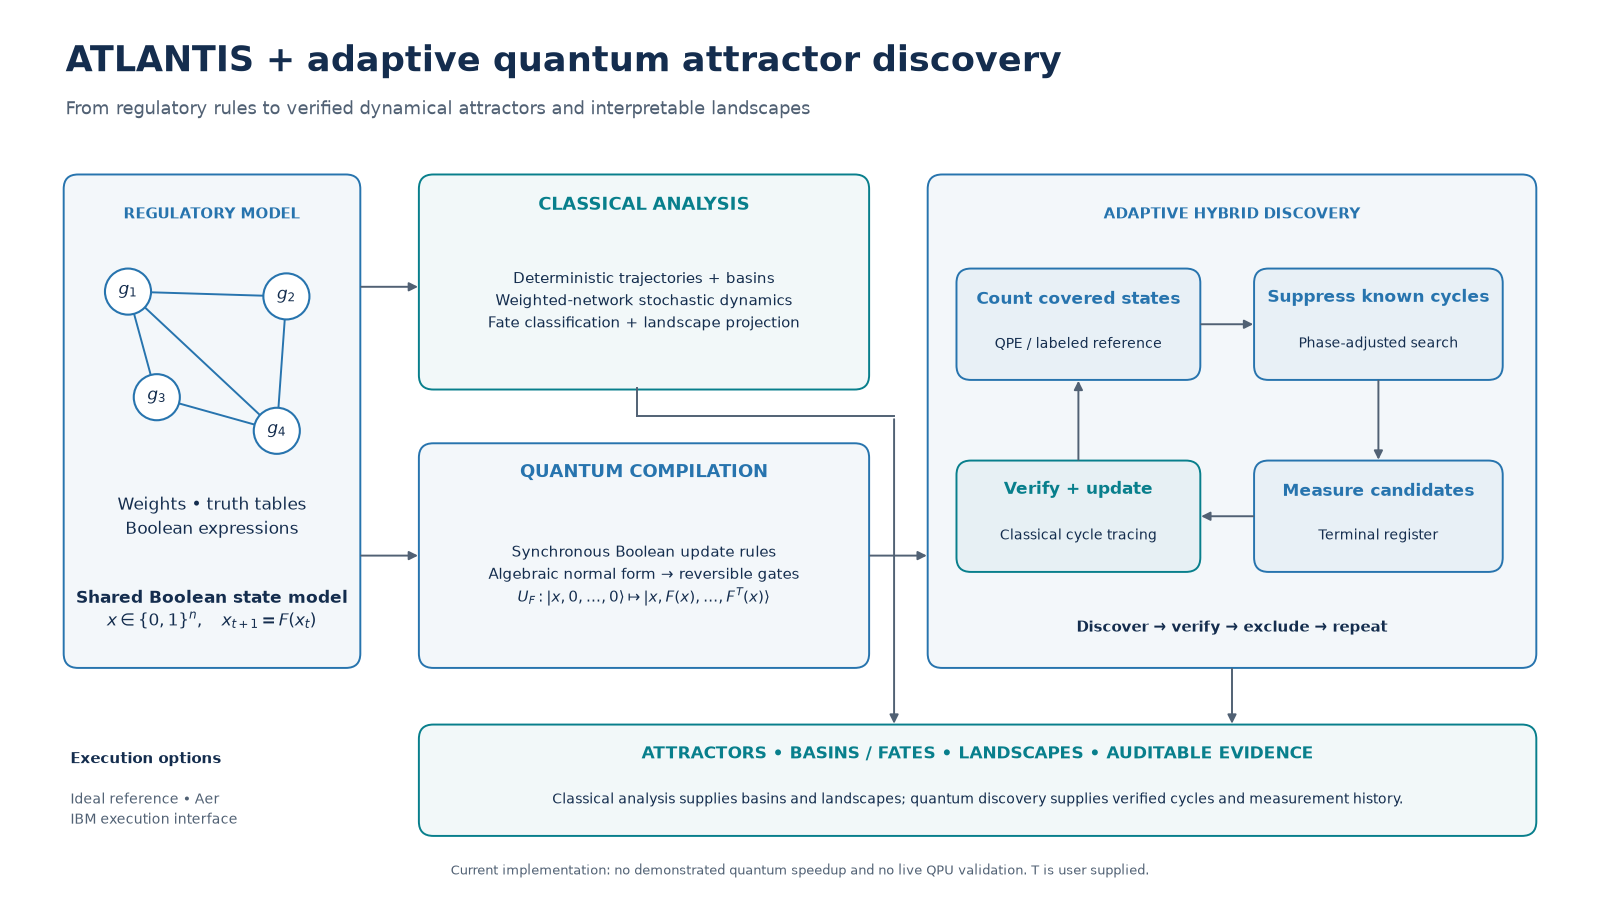 ATLANTIS + adaptive quantum attractor discovery
From regulatory rules to verified dynamical attractors and interpretable landscapes
REGULATORY MODEL
g₁
g₂
g₃
g₄
Weights • truth tables
Boolean expressions
Shared Boolean state model
x ∈ {0, 1}ⁿ, xₜ₊₁ = F(xₜ)
CLASSICAL ANALYSIS
Deterministic trajectories + basins
Weighted-network stochastic dynamics
Fate classification + landscape projection
QUANTUM COMPILATION
Synchronous Boolean update rules
Algebraic normal form → reversible gates
U_F : |x, 0, …, 0⟩ ↦ |x, F(x), …, Fᵀ(x)⟩
ADAPTIVE HYBRID DISCOVERY
Count covered states
QPE / labeled reference
Suppress known cycles
Phase-adjusted search
Verify + update
Classical cycle tracing
Measure candidates
Terminal register
Discover → verify → exclude → repeat
Execution options
Ideal reference • Aer
IBM execution interface
ATTRACTORS • BASINS / FATES • LANDSCAPES • AUDITABLE EVIDENCE
Classical analysis supplies basins and landscapes; quantum discovery supplies verified cycles and measurement history.
Current implementation: no demonstrated quantum speedup and no live QPU validation. T is user supplied.